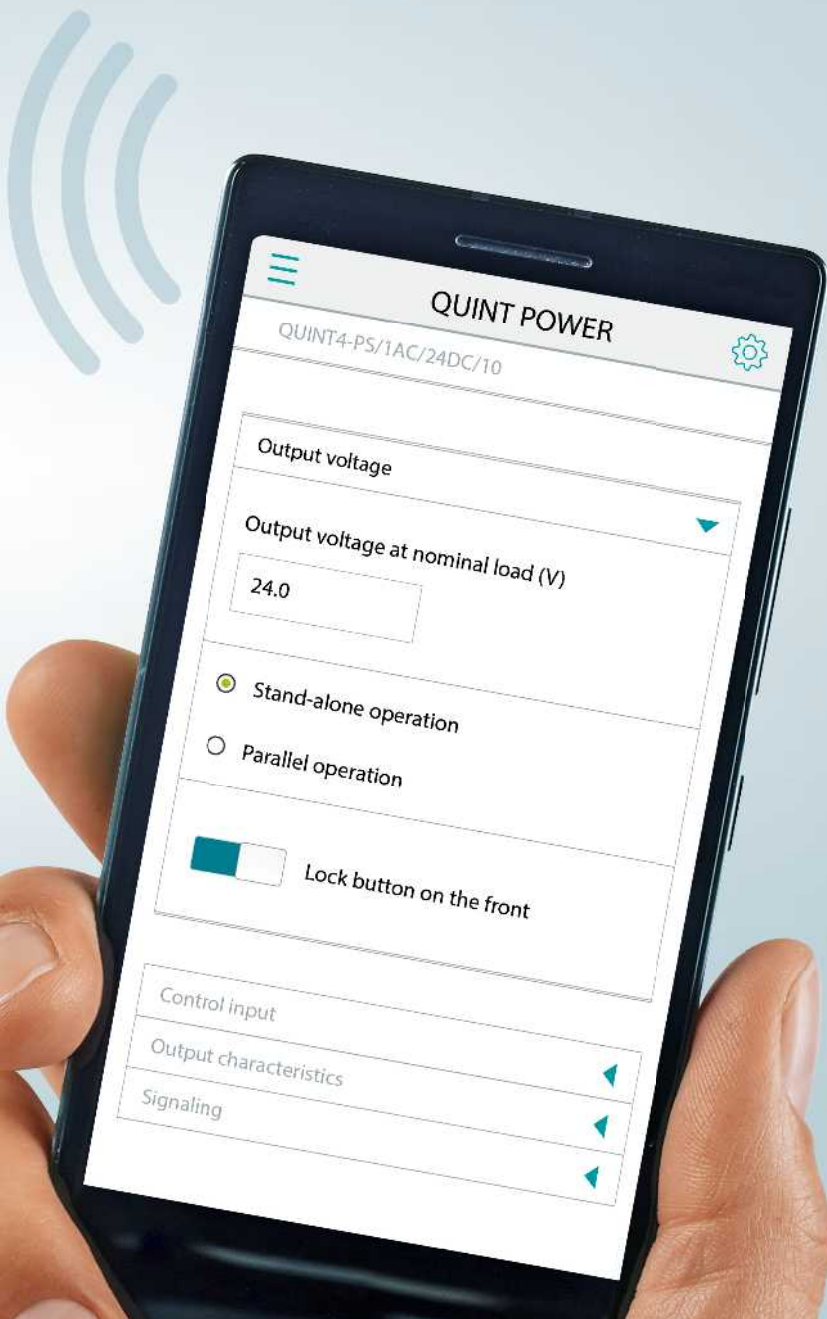 QUINT POWER
QUINT4-PS/1AC/24DC/10
Output voltage
Output voltage at nominal load (V)
24.0
Stand-alone operation
Parallel operation
Lock button on the front
Control input
Output characteristics
Signaling